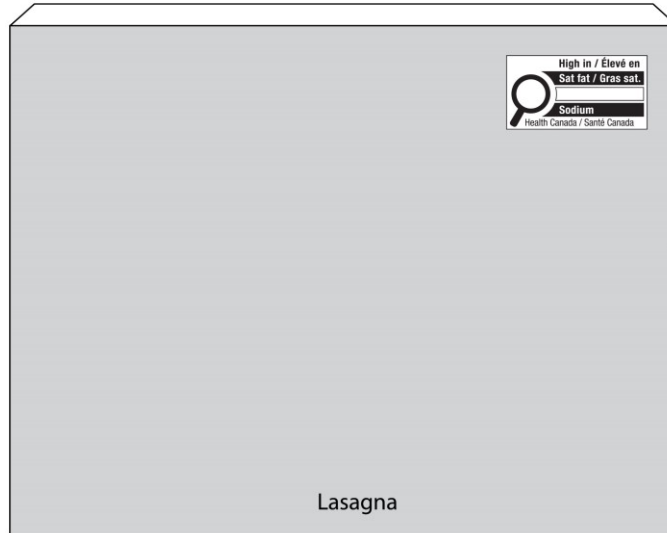 High in / Élevé en
Sat fat / Gras sat.
Sodium
Health Canada / Santé Canada
Lasagna